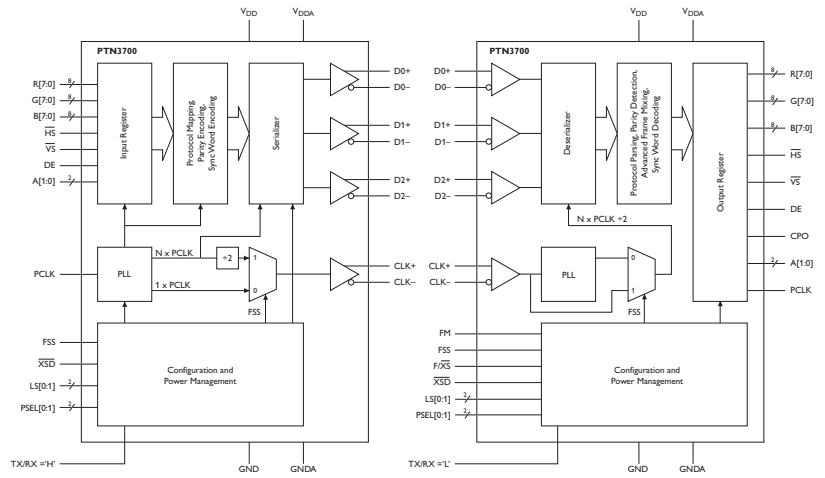 VDD
VDDA
PTN3700
R[7:0]
8
G[7:0]
8
B[7:0]
8
HS
VS
DE
A[1:0]
2
Input Register
Protocol Mapping,
Parity Encoding,
Sync Word Encoding
Serializer
D0+
D0–
D1+
D1–
D2+
D2–
PCLK
PLL
N x PCLK
÷2
1 x PCLK
1
0
FSS
CLK+
CLK–
FSS
XSD
LS[0:1]
2
PSEL[0:1]
2
Configuration and
Power Management
TX/RX ='H'
GND
GNDA
VDD
VDDA
PTN3700
D0+
D0–
D1+
D1–
D2+
D2–
Deserializer
Protocol Parsing, Parity Detection,
Advanced Frame Mixing,
Sync Word Decoding
Output Register
8
R[7:0]
8
G[7:0]
8
B[7:0]
HS
VS
DE
CPO
2
A[1:0]
PCLK
N x PCLK ÷2
CLK+
CLK–
PLL
0
1
FSS
FM
FSS
F/XS
XSD
LS[0:1]
2
PSEL[0:1]
2
Configuration and
Power Management
TX/RX ='L'
GND
GNDA